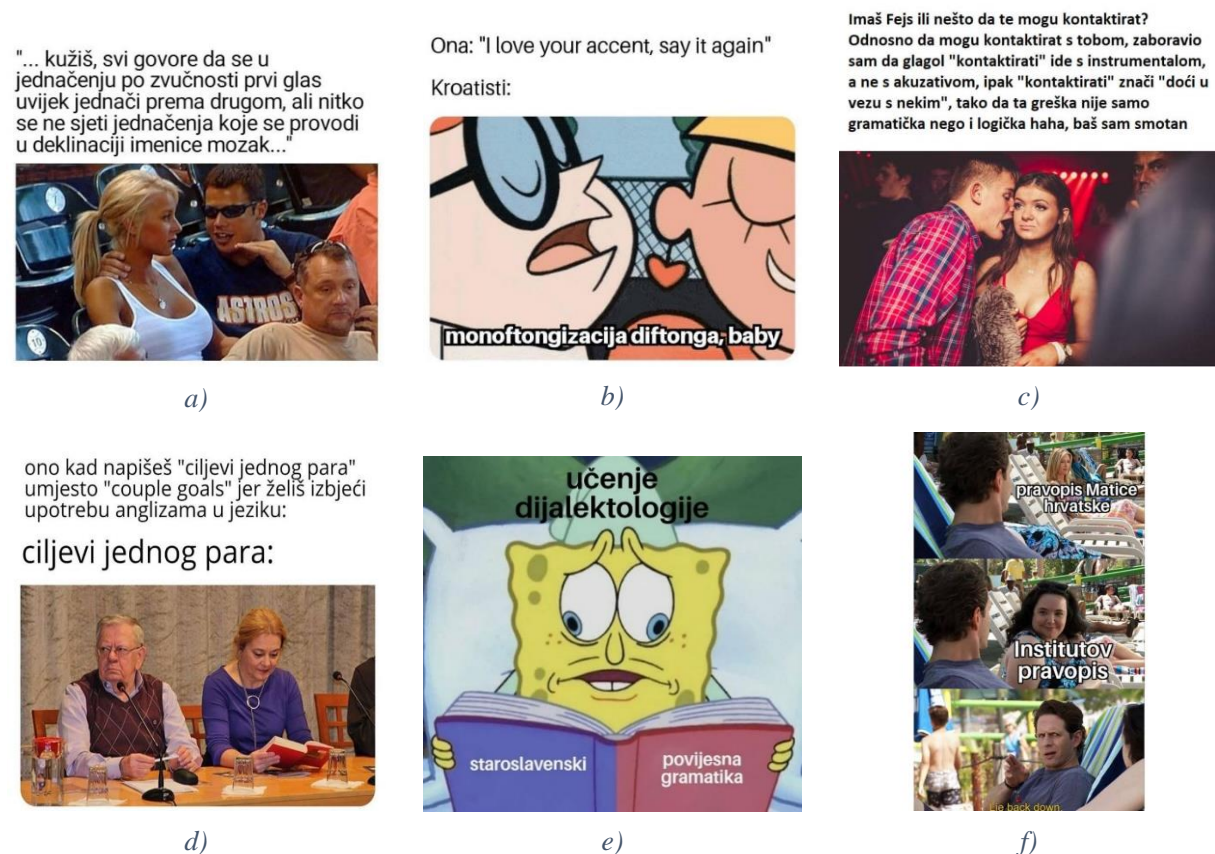 "... kužiš, svi govore da se u
jednačenju po zvučnosti prvi glas
uvijek jednači prema drugom, ali nitko
se ne sjeti jednačenja koje se provodi
u deklinaciji imenice mozak..."
ASTROS
10
a)
Ona: "I love your accent, say it again"
Kroatisti:
monoftongizacija diftonga, baby
b)
Imaš Fejs ili nešto da te mogu kontaktirat?
Odnosno da mogu kontaktirat s tobom, zaboravio
sam da glagol "kontaktirati" ide s instrumentalom,
a ne s akuzativom, ipak "kontaktirati" znači "doći u
vezu s nekim", tako da ta greška nije samo
gramatička nego i logička haha, baš sam smotan
c)
ono kad napišeš "ciljevi jednog para"
umjesto "couple goals" jer želiš izbjeći
upotrebu anglizama u jeziku:
ciljevi jednog para:
d)
učenje
dijalektologije
staroslavenski
povijesna
gramatika
e)
pravopis Matice
hrvatske
Institutov
pravopis
Lie back down
f)